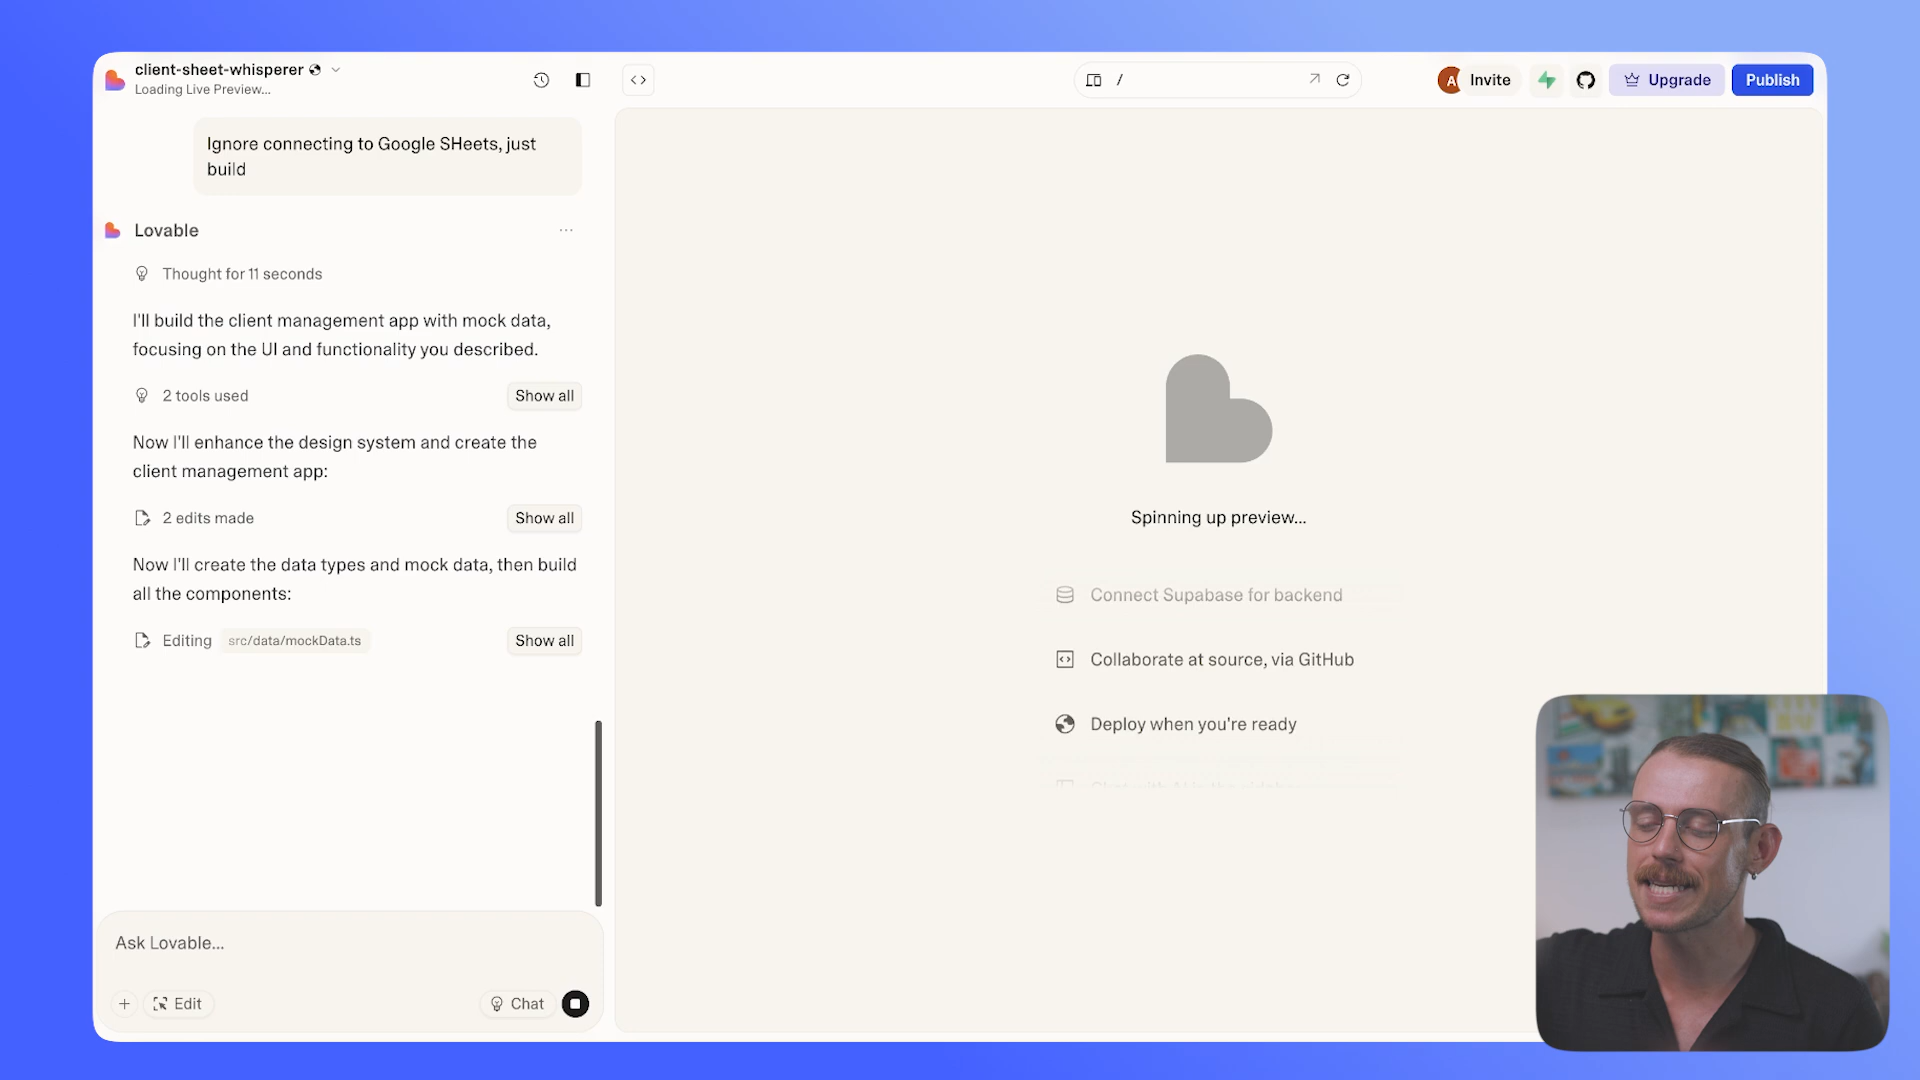 client-sheet-whisperer
Loading Live Preview...
/
A
Invite
Upgrade
Publish
Ignore connecting to Google SHeets, just
build
Lovable
Thought for 11 seconds
I'll build the client management app with mock data,
focusing on the UI and functionality you described.
2 tools used
Show all
Now I'll enhance the design system and create the
client management app:
2 edits made
Show all
Now I'll create the data types and mock data, then build
all the components:
Editing src/data/mockData.ts
Show all
Ask Lovable...
Edit
Chat
Spinning up preview...
Connect Supabase for backend
Collaborate at source, via GitHub
Deploy when you're ready